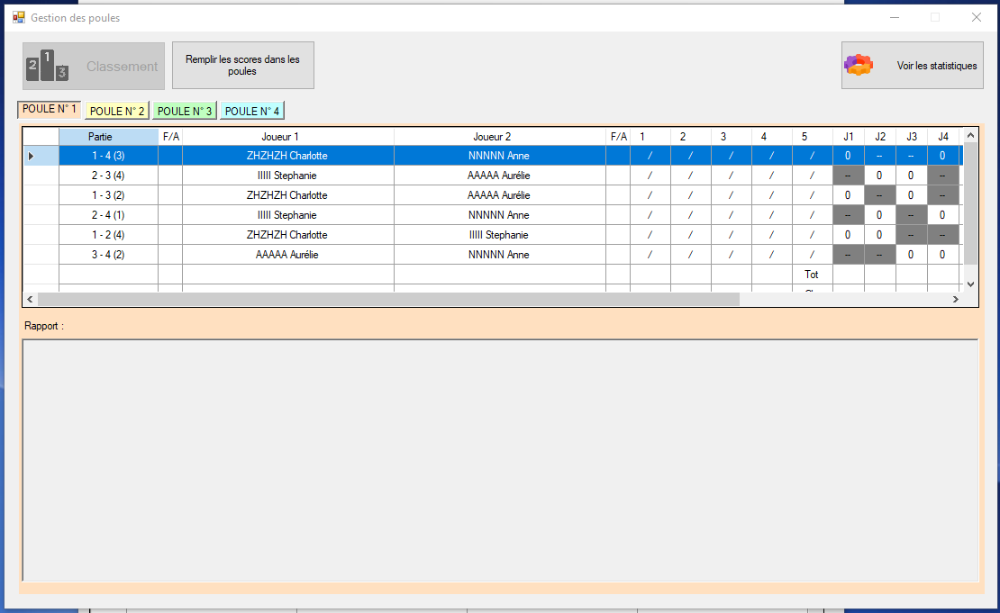 Gestion des poules
2 1 3 Classement
Remplir les scores dans les
poules
Voir les statistiques
POULE N° 1 POULE N° 2 POULE N° 3 POULE N° 4
Partie F/A Joueur 1 Joueur 2 F/A 1 2 3 4 5 J1 J2 J3 J4
1 - 4 (3) ZHZHZH Charlotte NNNNN Anne / / / / / 0 -- -- 0
2 - 3 (4) IIIII Stephanie AAAAA Aurélie / / / / / -- 0 0 --
1 - 3 (2) ZHZHZH Charlotte AAAAA Aurélie / / / / / 0 -- 0 --
2 - 4 (1) IIIII Stephanie NNNNN Anne / / / / / -- 0 -- 0
1 - 2 (4) ZHZHZH Charlotte IIIII Stephanie / / / / / 0 0 -- --
3 - 4 (2) AAAAA Aurélie NNNNN Anne / / / / / -- -- 0 0
Tot
Rapport :